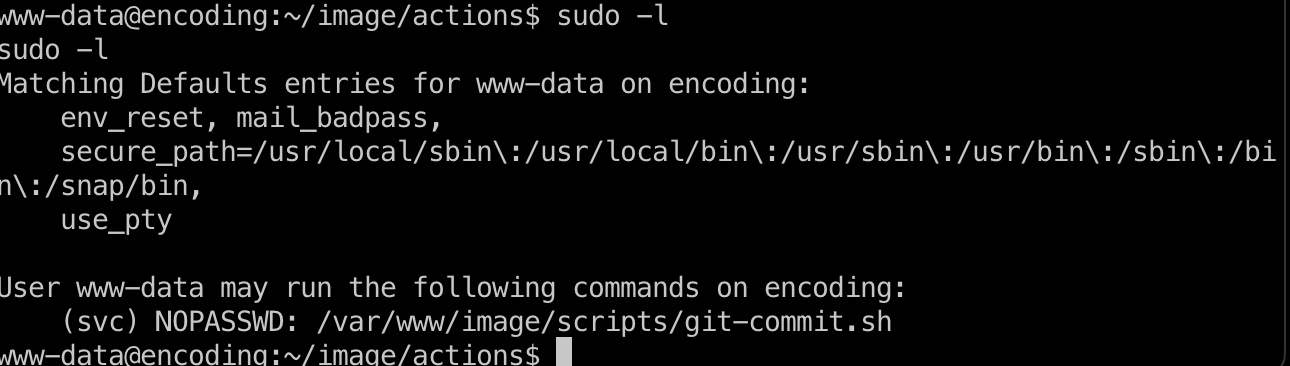 www-data@encoding:~/image/actions$ sudo -l
sudo -l
Matching Defaults entries for www-data on encoding:
    env_reset, mail_badpass,
    secure_path=/usr/local/sbin\:/usr/local/bin\:/usr/sbin\:/usr/bin\:/sbin\:/bi
n\:/snap/bin,
    use_pty

User www-data may run the following commands on encoding:
    (svc) NOPASSWD: /var/www/image/scripts/git-commit.sh
www-data@encoding:~/image/actions$